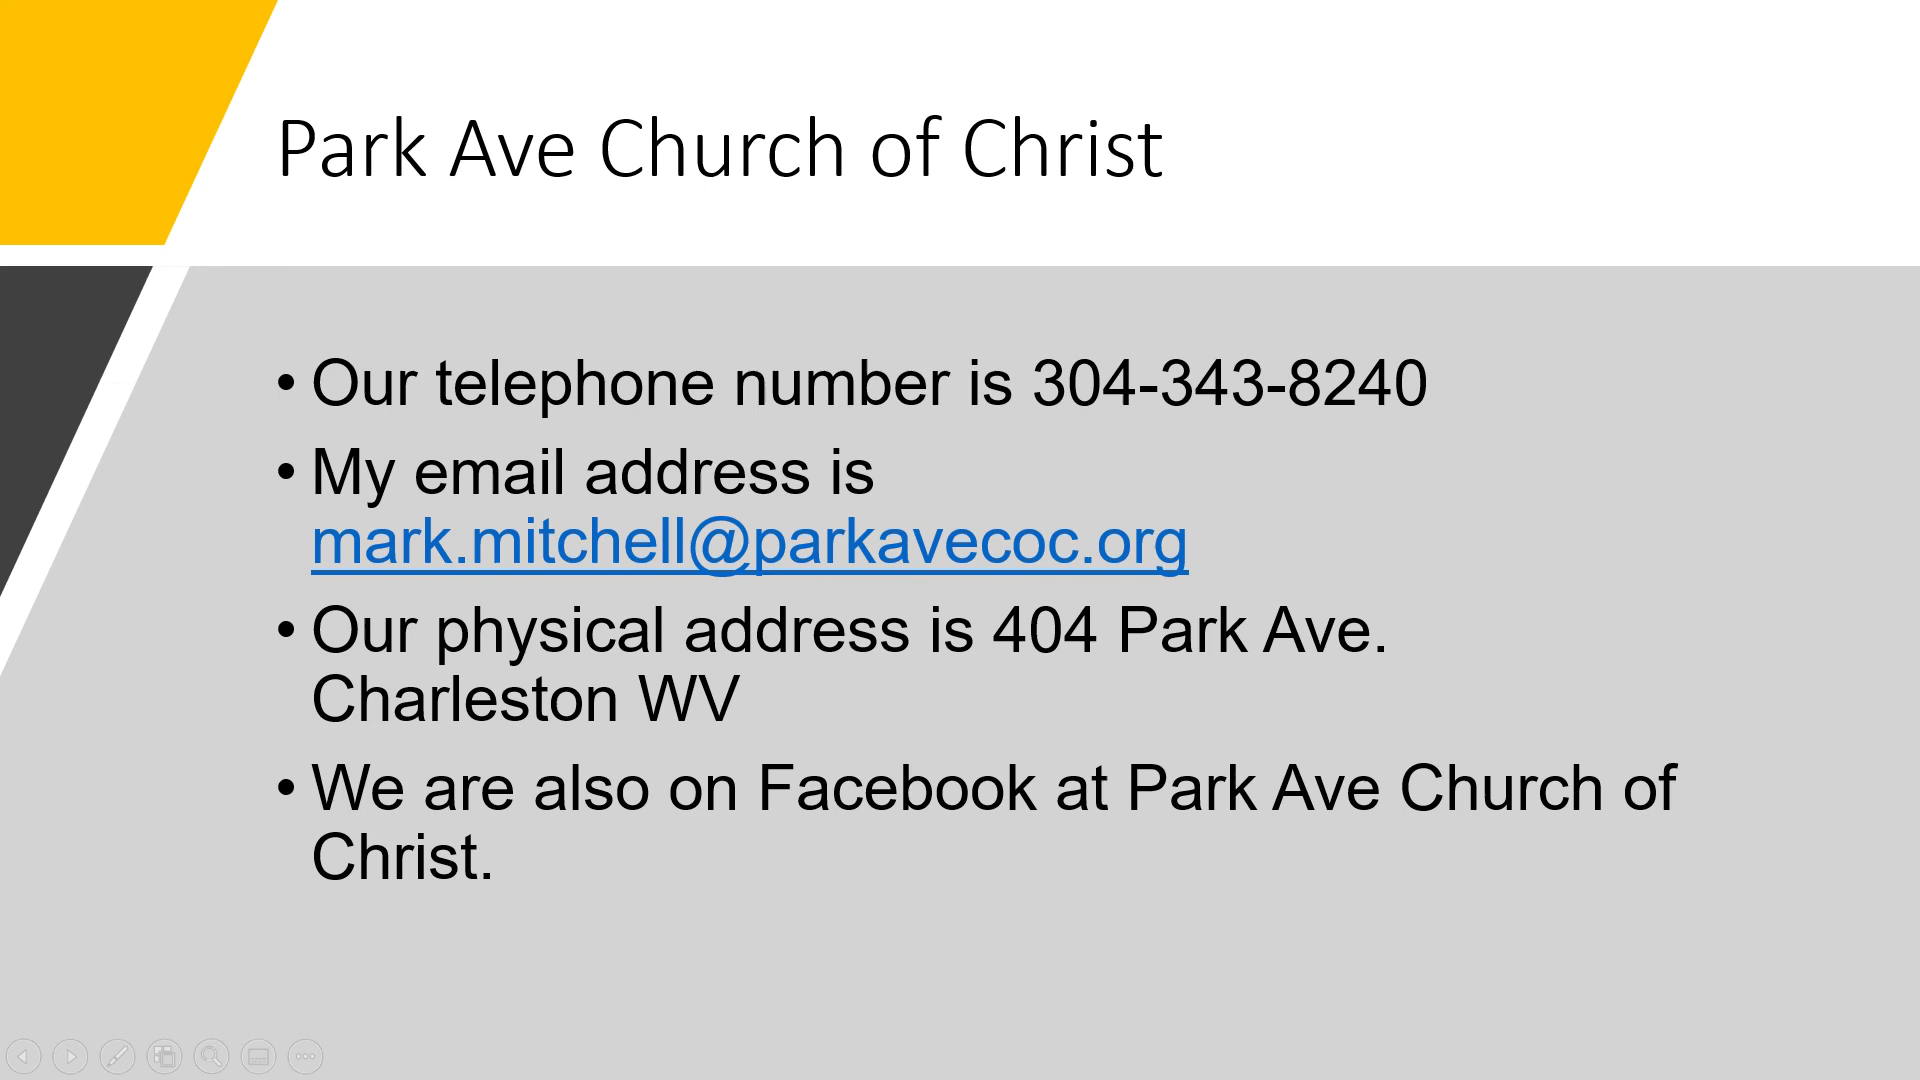 Park Ave Church of Christ
• Our telephone number is 304-343-8240
• My email address is
mark.mitchell@parkavecoc.org
• Our physical address is 404 Park Ave.
Charleston WV
• We are also on Facebook at Park Ave Church of
Christ.